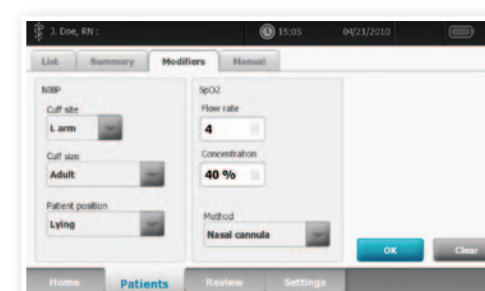 J. Doe, RN :
15:05
04/21/2010
List
Summary
Modifiers
Manual
NIBP
Cuff site
L arm
Cuff size
Adult
Patient position
Lying
SpO2
Flow rate
4
Concentration
40 %
Method
Nasal cannula
OK
Clear
Home
Patients
Review
Settings